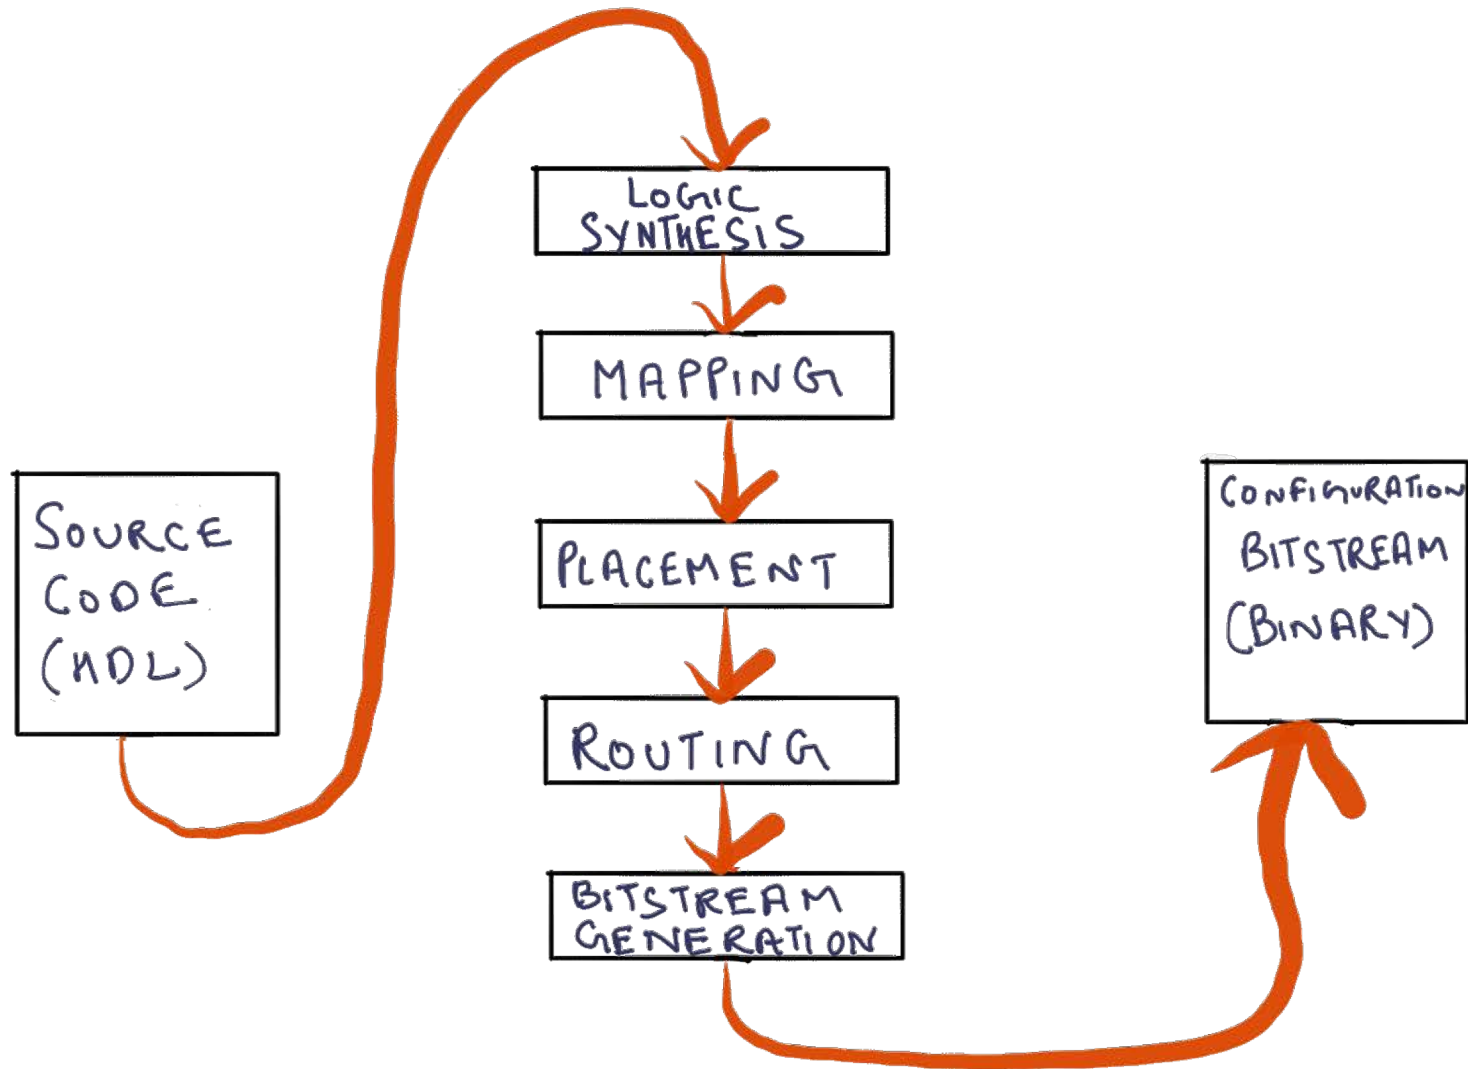 SOURCE
CODE
(HDL)
LOGIC
SYNTHESIS
MAPPING
PLACEMENT
ROUTING
BITSTREAM
GENERATION
CONFIGURATION
BITSTREAM
(BINARY)